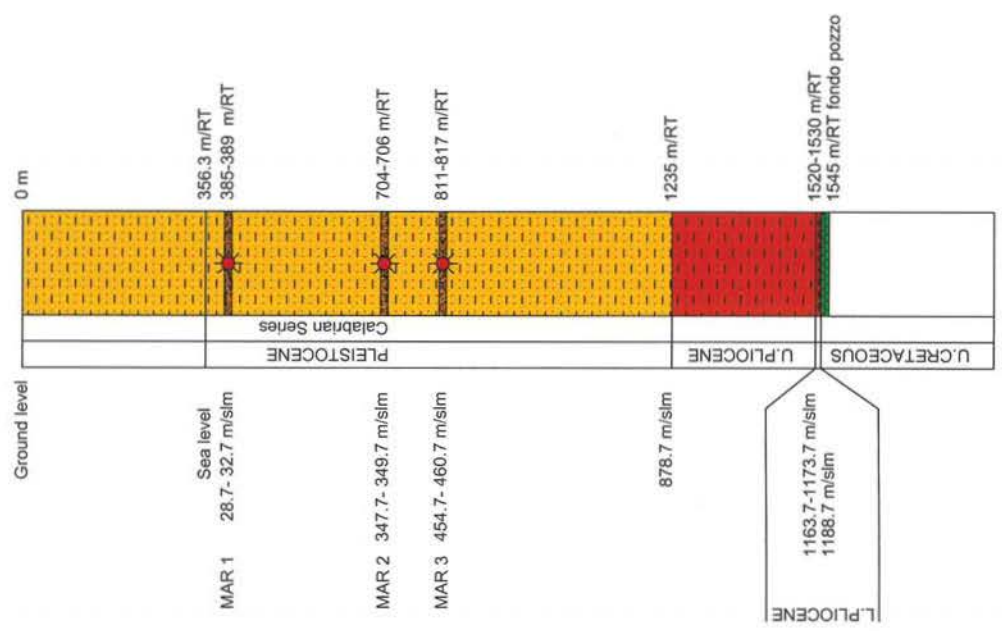 Ground level 0 m
Sea level 356.3 m/RT
MAR 1 28.7- 32.7 m/slm 385-389 m/RT
MAR 2 347.7- 349.7 m/slm 704-706 m/RT
MAR 3 454.7- 460.7 m/slm 811-817 m/RT
Calabrian Series
PLEISTOCENE
878.7 m/slm 1235 m/RT
U.PLIOCENE
1163.7-1173.7 m/slm 1520-1530 m/RT
1188.7 m/slm 1545 m/RT fondo pozzo
L.PLIOCENE
U.CRETACEOUS